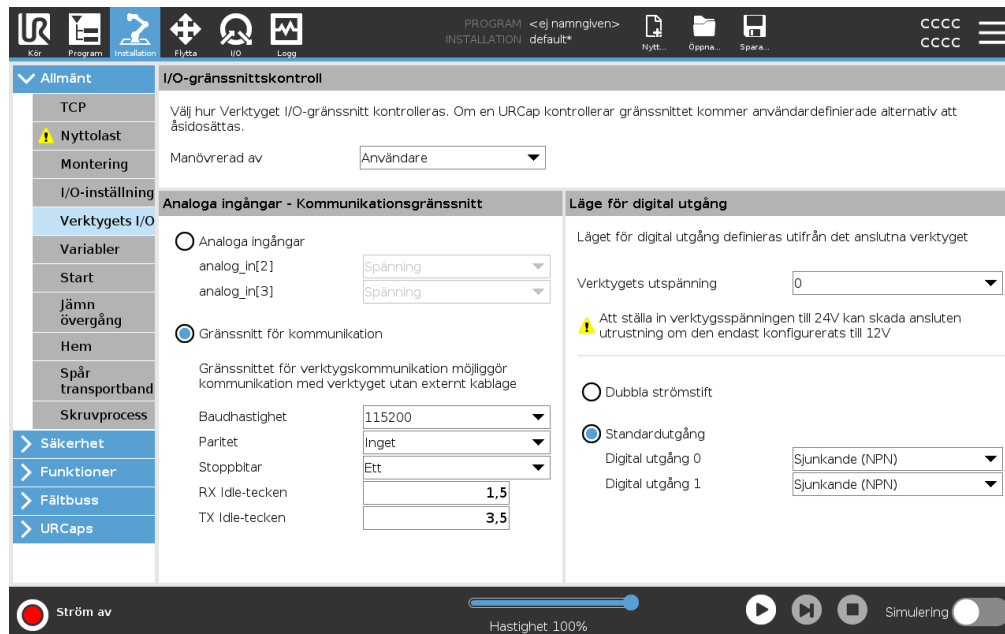 UR
Kör
Program
Installation
Flytta
I/O
Logg
PROGRAM <ej namngiven>
INSTALLATION default*
Nytt...
Öppna...
Spara...
CCCC
CCCC
Allmänt
TCP
Nyttolast
Montering
I/O-inställning
Verktygets I/O
Variabler
Start
Jämn
övergång
Hem
Spår
transportband
Skruvprocess
Säkerhet
Funktioner
Fältbuss
URCaps
I/O-gränssnittskontroll
Välj hur Verktyget I/O-gränssnitt kontrolleras. Om en URCap kontrollerar gränssnittet kommer användardefinierade alternativ att
åsidosättas.
Manövrerad av Användare
Analoga ingångar - Kommunikationsgränssnitt
Analoga ingångar
analog_in[2] Spänning
analog_in[3] Spänning
Gränssnitt för kommunikation
Gränssnittet för verktygskommunikation möjliggör
kommunikation med verktyget utan externt kablage
Baudhastighet 115200
Paritet Inget
Stoppbitar Ett
RX Idle-tecken 1,5
TX Idle-tecken 3,5
Läge för digital utgång
Läget för digital utgång definieras utifrån det anslutna verktyget
Verktygets utspänning 0
Att ställa in verktygsspänningen till 24V kan skada ansluten
utrustning om den endast konfigurerats till 12V
Dubbla strömstift
Standardutgång
Digital utgång 0 Sjunkande (NPN)
Digital utgång 1 Sjunkande (NPN)
Ström av
Hastighet 100%
Simulering